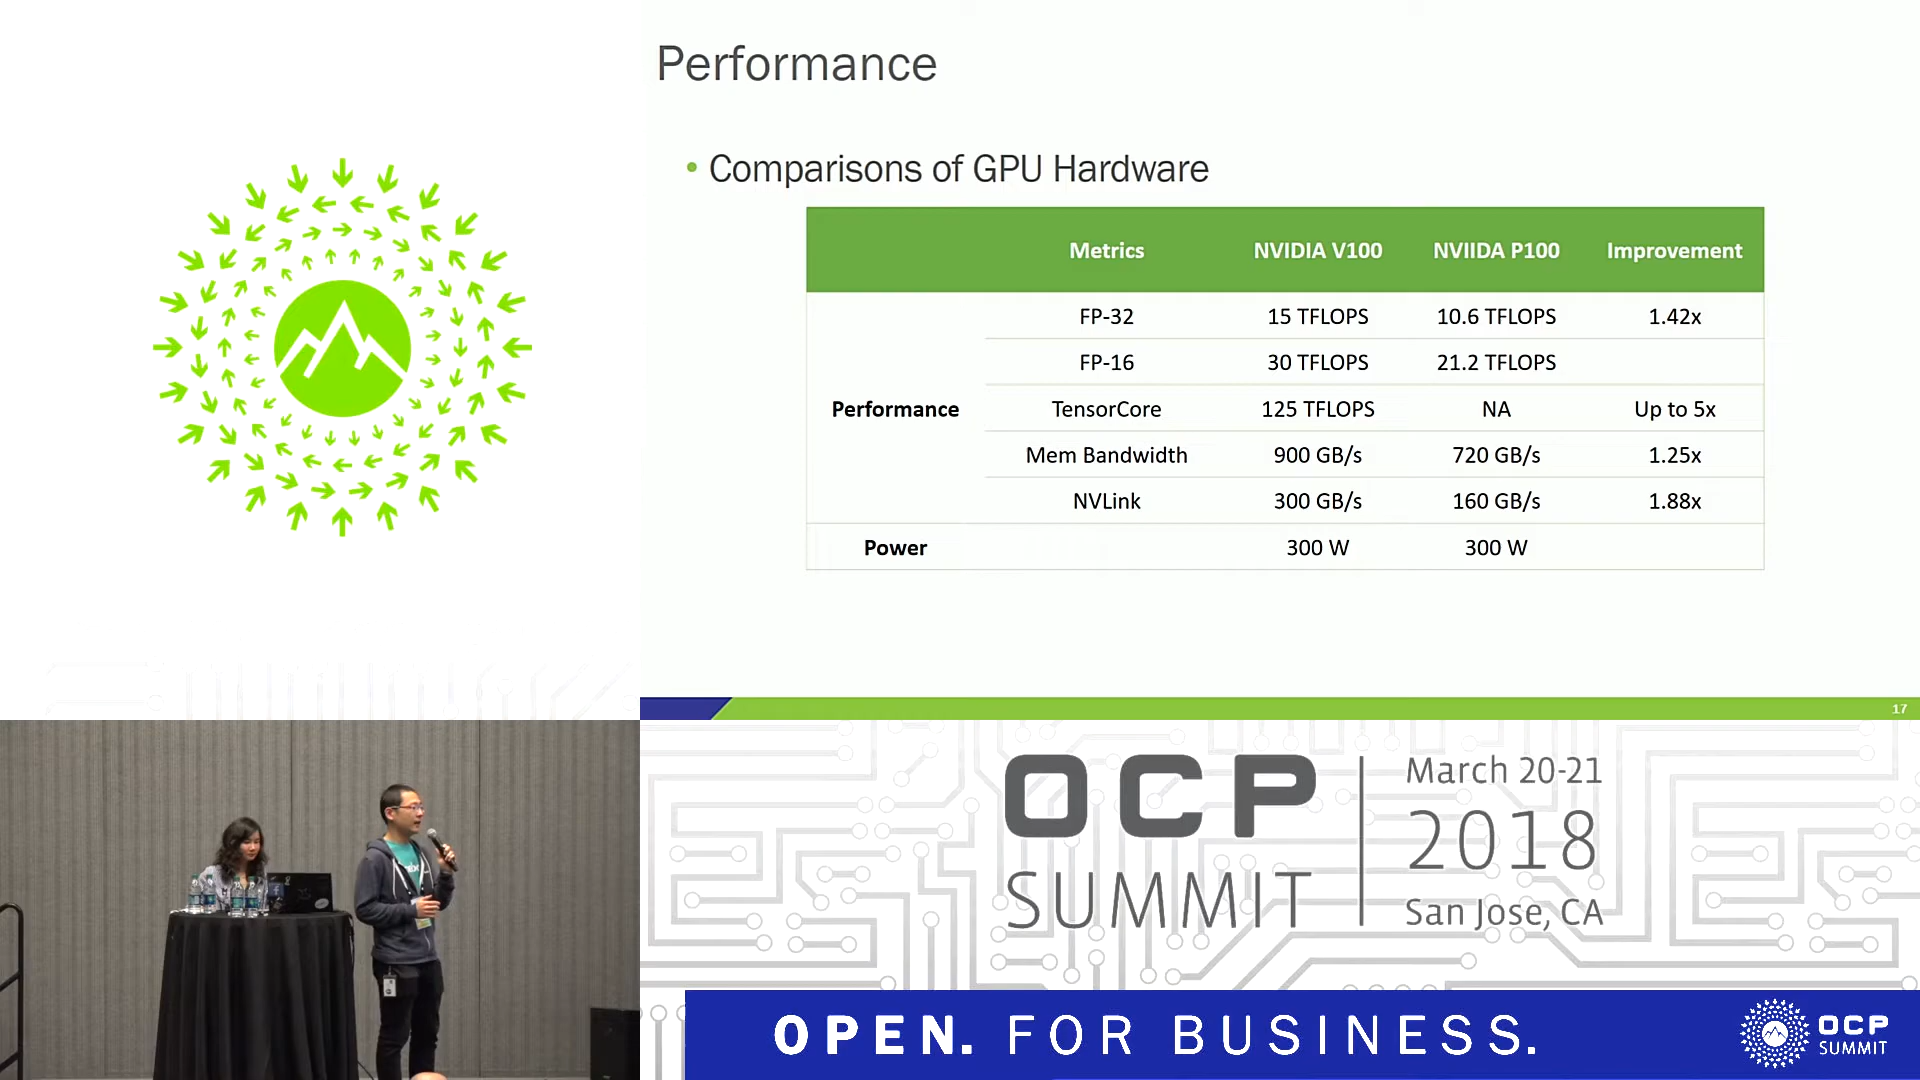 Performance
• Comparisons of GPU Hardware
Metrics NVIDIA V100 NVIIDA P100 Improvement
FP-32 15 TFLOPS 10.6 TFLOPS 1.42x
FP-16 30 TFLOPS 21.2 TFLOPS
Performance TensorCore 125 TFLOPS NA Up to 5x
Mem Bandwidth 900 GB/s 720 GB/s 1.25x
NVLink 300 GB/s 160 GB/s 1.88x
Power 300 W 300 W
17
OCP
SUMMIT
March 20-21
2018
San Jose, CA
OPEN. FOR BUSINESS.
OCP
SUMMIT